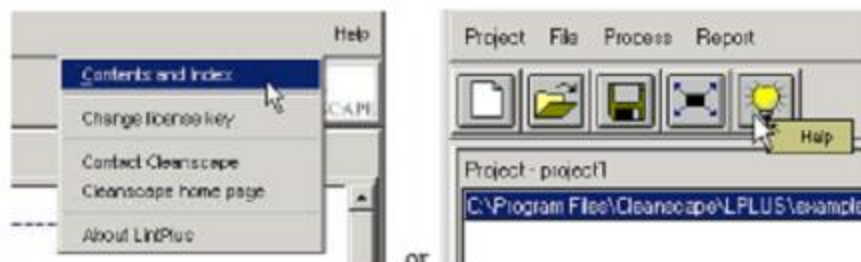 Help
Contents and Index
CAPE
Change license key
Contact Cleanscape
Cleanscape home page
About LintPlus
or
Project File Process Report
Help
Project - project1
C:\Program Files\Cleanscape\LPLUS\example